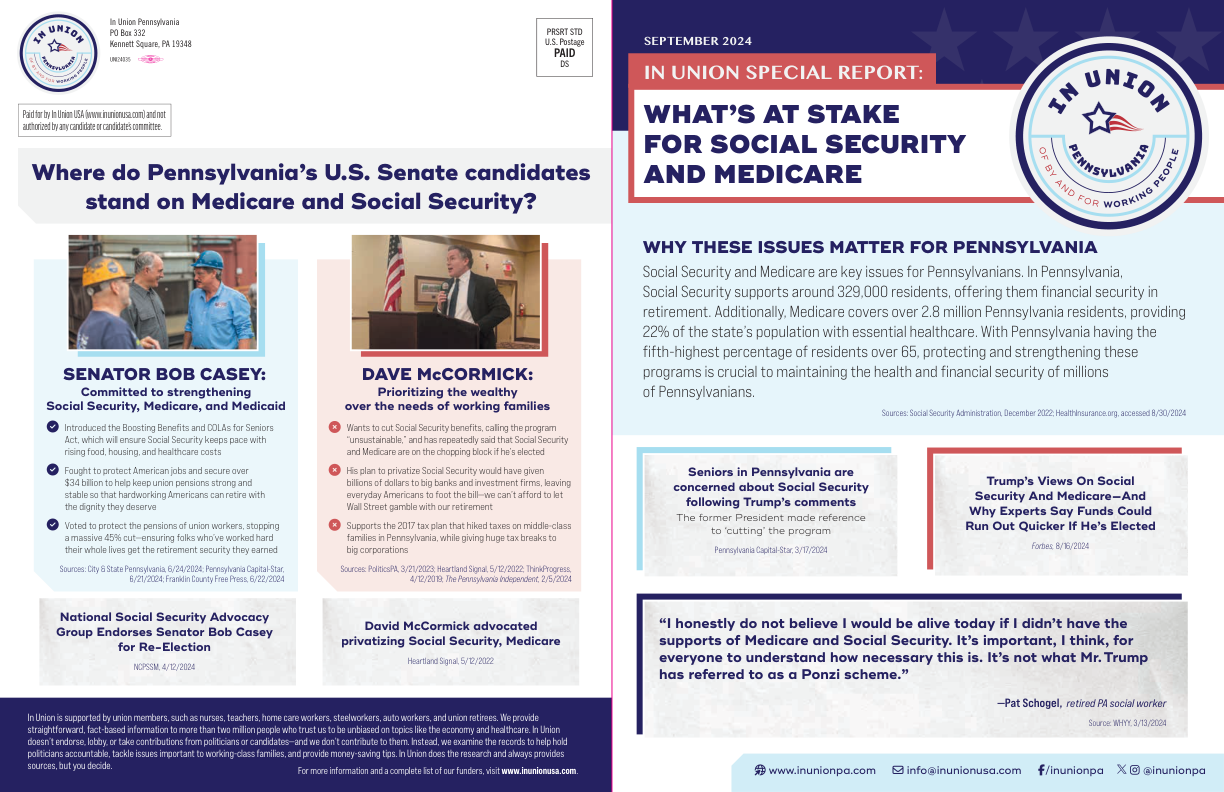 IN UNION
PENNSYLVANIA
OF BY AND FOR WORKING PEOPLE
In Union Pennsylvania
PO Box 332
Kennett Square, PA 19348
UNI24035
PRSRT STD
U.S. Postage
PAID
DS
Paid for by In Union USA (www.inunionusa.com) and not
authorized by any candidate or candidate's committee.
Where do Pennsylvania's U.S. Senate candidates
stand on Medicare and Social Security?
SENATOR BOB CASEY:
Committed to strengthening
Social Security, Medicare, and Medicaid
Introduced the Boosting Benefits and COLAs for Seniors
Act, which will ensure Social Security keeps pace with
rising food, housing, and healthcare costs
Fought to protect American jobs and secure over
$34 billion to help keep union pensions strong and
stable so that hardworking Americans can retire with
the dignity they deserve
Voted to protect the pensions of union workers, stopping
a massive 45% cut—ensuring folks who've worked hard
their whole lives get the retirement security they earned
Sources: City & State Pennsylvania, 6/24/2024; Pennsylvania Capital-Star,
6/21/2024; Franklin County Free Press, 6/22/2024
National Social Security Advocacy
Group Endorses Senator Bob Casey
for Re-Election
NCPSSM, 4/12/2024
DAVE McCORMICK:
Prioritizing the wealthy
over the needs of working families
Wants to cut Social Security benefits, calling the program
"unsustainable," and has repeatedly said that Social Security
and Medicare are on the chopping block if he's elected
His plan to privatize Social Security would have given
billions of dollars to big banks and investment firms, leaving
everyday Americans to foot the bill—we can't afford to let
Wall Street gamble with our retirement
Supports the 2017 tax plan that hiked taxes on middle-class
families in Pennsylvania, while giving huge tax breaks to
big corporations
Sources: PoliticsPA, 3/21/2023; Heartland Signal, 5/12/2022; ThinkProgress,
4/12/2019; The Pennsylvania Independent, 2/5/2024
David McCormick advocated
privatizing Social Security, Medicare
Heartland Signal, 5/12/2022
In Union is supported by union members, such as nurses, teachers, home care workers, steelworkers, auto workers, and union retirees. We provide
straightforward, fact-based information to more than two million people who trust us to be unbiased on topics like the economy and healthcare. In Union
doesn't endorse, lobby, or take contributions from politicians or candidates—and we don't contribute to them. Instead, we examine the records to help hold
politicians accountable, tackle issues important to working-class families, and provide money-saving tips. In Union does the research and always provides
sources, but you decide.
For more information and a complete list of our funders, visit www.inunionusa.com.
SEPTEMBER 2024
IN UNION SPECIAL REPORT:
WHAT'S AT STAKE
FOR SOCIAL SECURITY
AND MEDICARE
IN UNION
PENNSYLVANIA
OF BY AND FOR WORKING PEOPLE
WHY THESE ISSUES MATTER FOR PENNSYLVANIA
Social Security and Medicare are key issues for Pennsylvanians. In Pennsylvania,
Social Security supports around 329,000 residents, offering them financial security in
retirement. Additionally, Medicare covers over 2.8 million Pennsylvania residents, providing
22% of the state's population with essential healthcare. With Pennsylvania having the
fifth-highest percentage of residents over 65, protecting and strengthening these
programs is crucial to maintaining the health and financial security of millions
of Pennsylvanians.
Sources: Social Security Administration, December 2022; HealthInsurance.org, accessed 8/30/2024
Seniors in Pennsylvania are
concerned about Social Security
following Trump's comments
The former President made reference
to 'cutting' the program
Pennsylvania Capital-Star, 3/17/2024
Trump's Views On Social
Security And Medicare—And
Why Experts Say Funds Could
Run Out Quicker If He's Elected
Forbes, 8/16/2024
"I honestly do not believe I would be alive today if I didn't have the
supports of Medicare and Social Security. It's important, I think, for
everyone to understand how necessary this is. It's not what Mr. Trump
has referred to as a Ponzi scheme."
—Pat Schogel, retired PA social worker
Source: WHYY, 3/13/2024
www.inunionpa.com
info@inunionusa.com
/inunionpa
@inunionpa